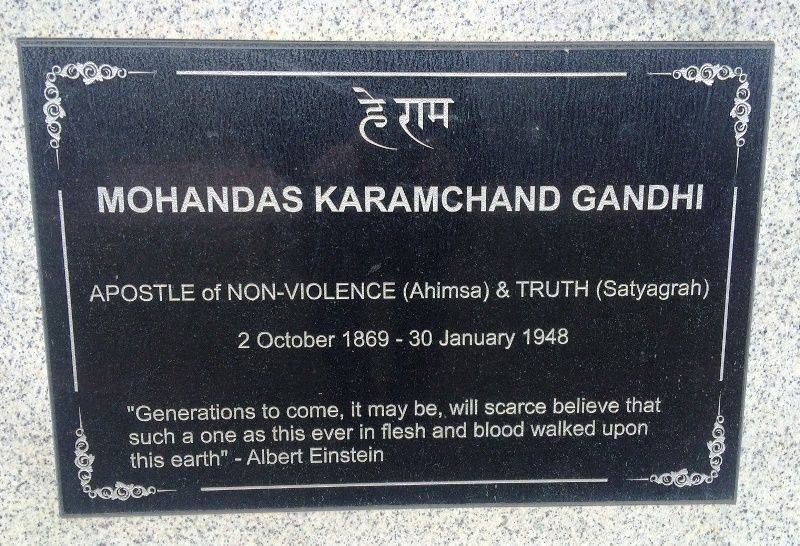 हे राम
MOHANDAS KARAMCHAND GANDHI
APOSTLE of NON-VIOLENCE (Ahimsa) & TRUTH (Satyagrah)
2 October 1869 - 30 January 1948
"Generations to come, it may be, will scarce believe that
such a one as this ever in flesh and blood walked upon
this earth" - Albert Einstein